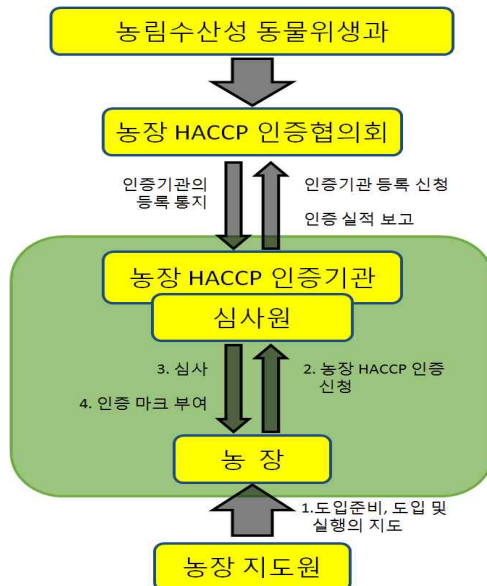 농림수산성 동물위생과
농장 HACCP 인증협의회
인증기관의
등록 통지
인증기관 등록 신청
인증 실적 보고
농장 HACCP 인증기관
심사원
3. 심사
4. 인증 마크 부여
2. 농장 HACCP 인증
신청
농 장
1.도입준비, 도입 및
실행의 지도
농장 지도원